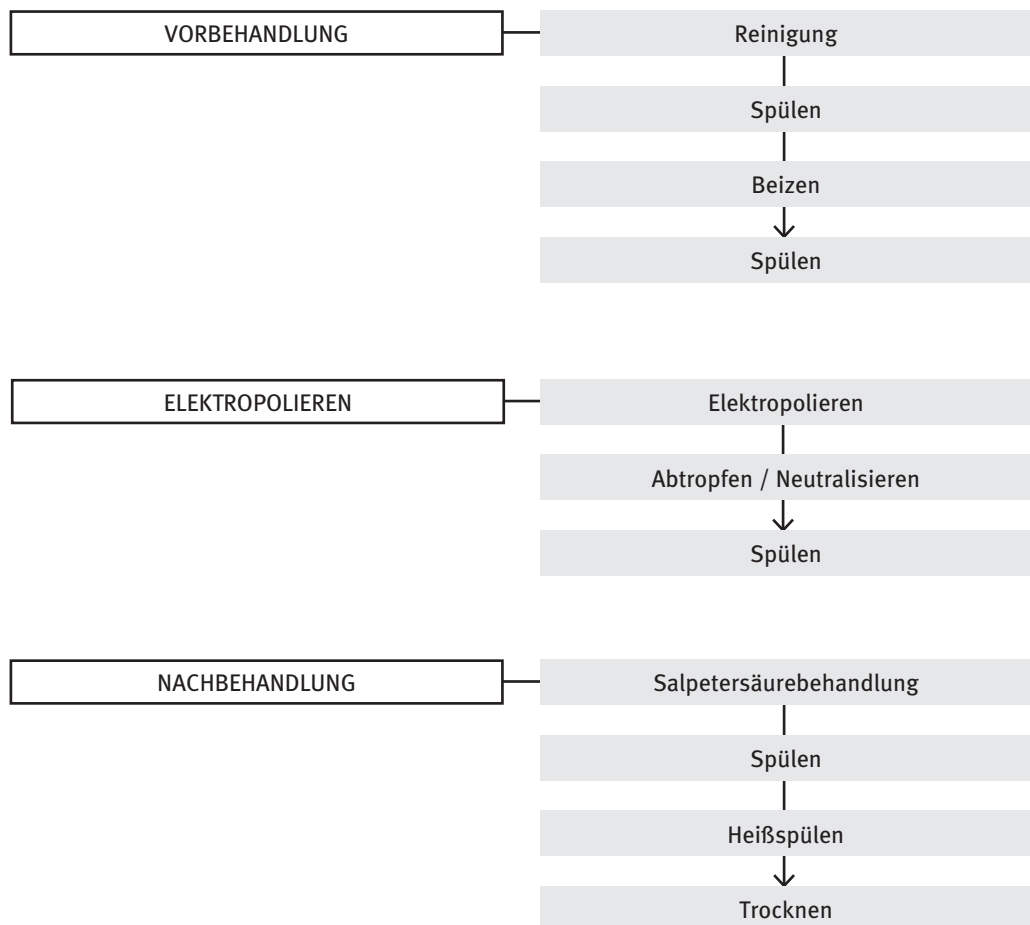 VORBEHANDLUNG
Reinigung
Spülen
Beizen
Spülen
ELEKTROPOLIEREN
Elektropolieren
Abtropfen / Neutralisieren
Spülen
NACHBEHANDLUNG
Salpetersäurebehandlung
Spülen
Heißspülen
Trocknen